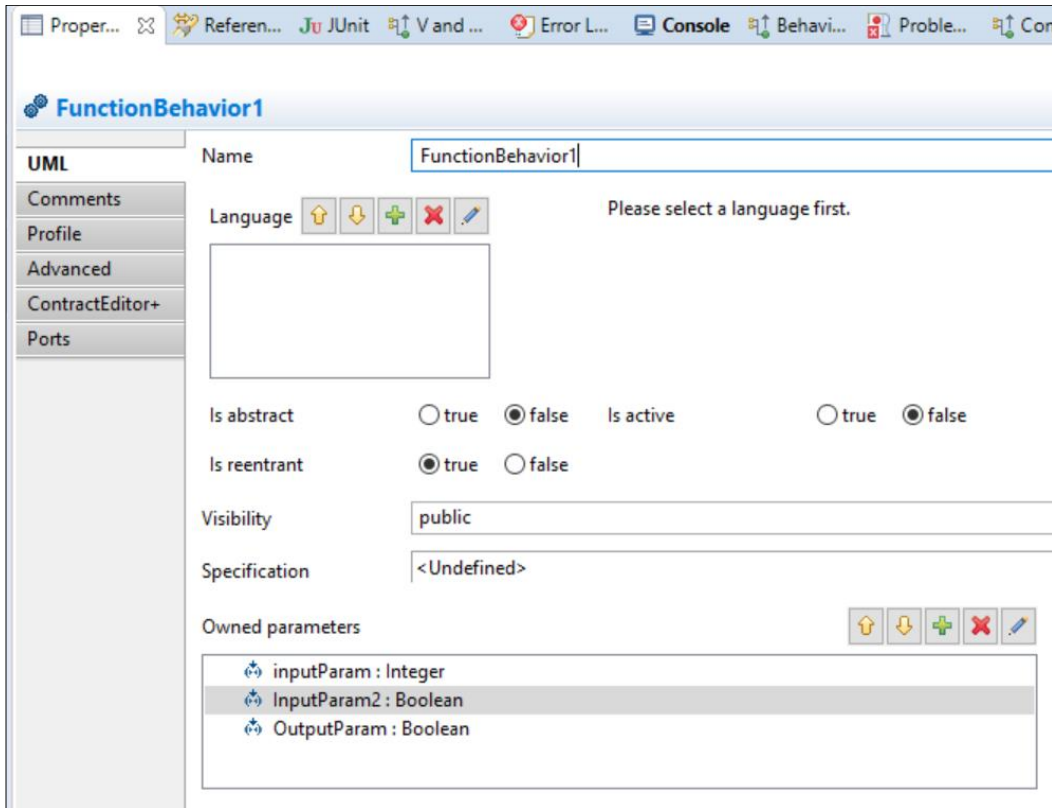 Proper... Referen... JUnit V and ... Error L... Console Behavi... Proble... Con
FunctionBehavior1
UML
Name FunctionBehavior1
Comments
Language Please select a language first.
Profile
Advanced
ContractEditor+
Ports
Is abstract true false Is active true false
Is reentrant true false
Visibility public
Specification <Undefined>
Owned parameters
inputParam : Integer
InputParam2 : Boolean
OutputParam : Boolean